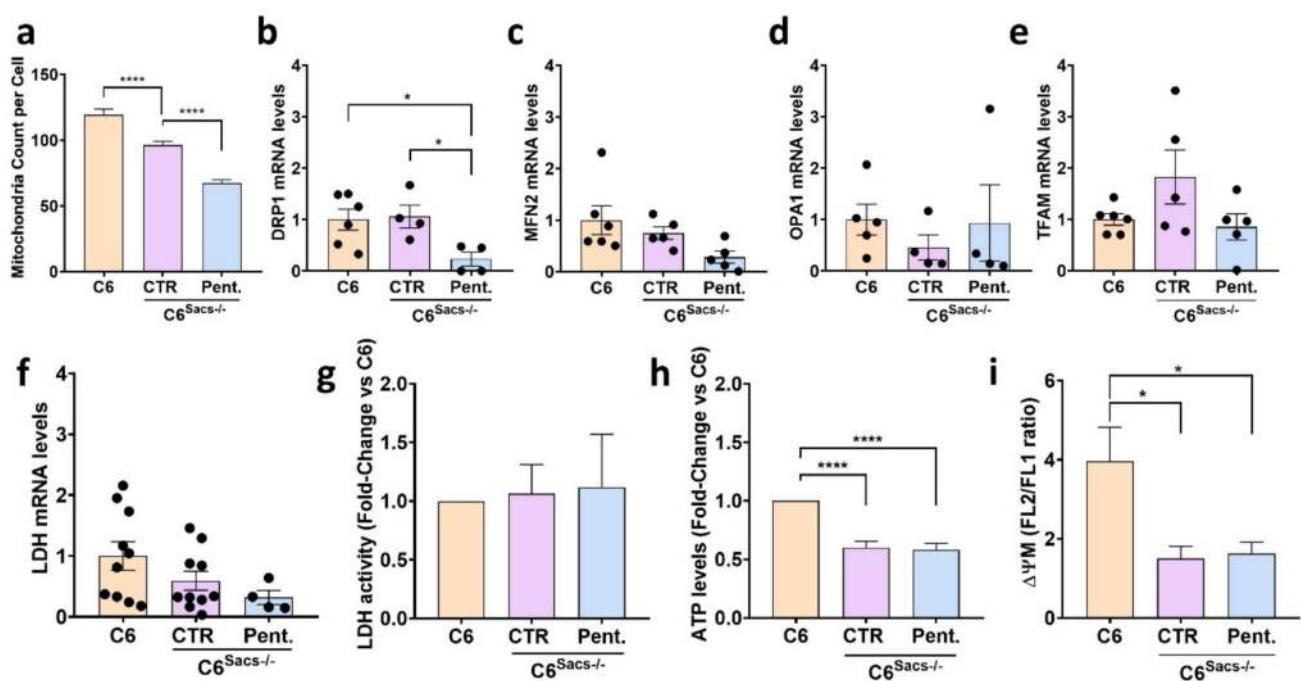 a
Mitochondria Count per Cell
150
100
50
0
****
****
C6
CTR
Pent.
C6Sacs-/-
b
DRP1 mRNA levels
4
3
2
1
0
*
*
C6
CTR
Pent.
C6Sacs-/-
c
MFN2 mRNA levels
4
3
2
1
0
C6
CTR
Pent.
C6Sacs-/-
d
OPA1 mRNA levels
4
3
2
1
0
C6
CTR
Pent.
C6Sacs-/-
e
TFAM mRNA levels
4
3
2
1
0
C6
CTR
Pent.
C6Sacs-/-
f
LDH mRNA levels
4
3
2
1
0
C6
CTR
Pent.
C6Sacs-/-
g
LDH activity (Fold-Change vs C6)
2.0
1.5
1.0
0.5
0.0
C6
CTR
Pent.
C6Sacs-/-
h
ATP levels (Fold-Change vs C6)
2.0
1.5
1.0
0.5
0.0
****
****
C6
CTR
Pent.
C6Sacs-/-
i
ΔΨM (FL2/FL1 ratio)
6
4
2
0
*
*
C6
CTR
Pent.
C6Sacs-/-